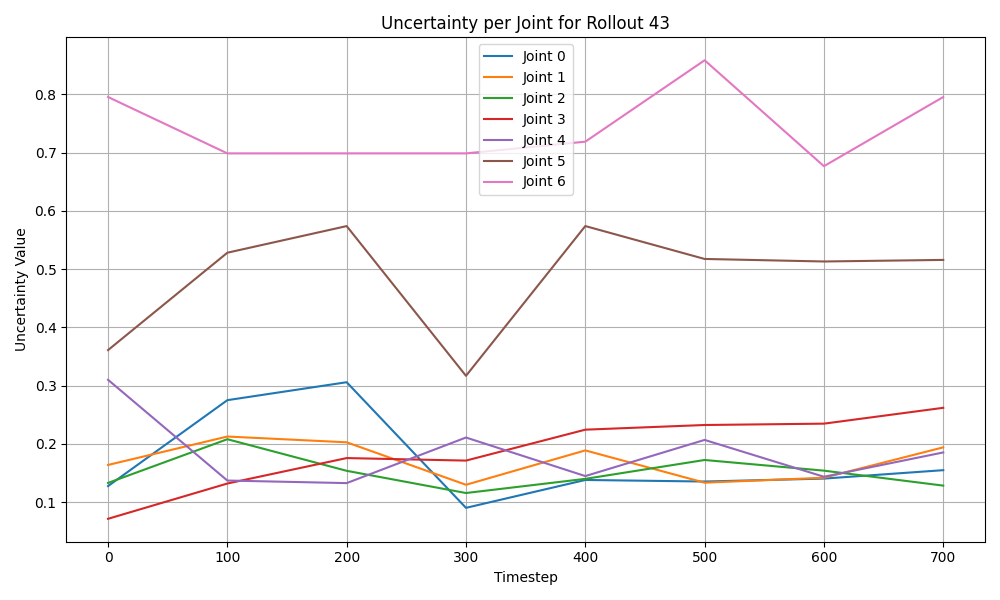 Uncertainty per Joint for Rollout 43
Joint 0
Joint 1
Joint 2
Joint 3
Joint 4
Joint 5
Joint 6
Uncertainty Value
0.8
0.7
0.6
0.5
0.4
0.3
0.2
0.1
0 100 200 300 400 500 600 700
Timestep